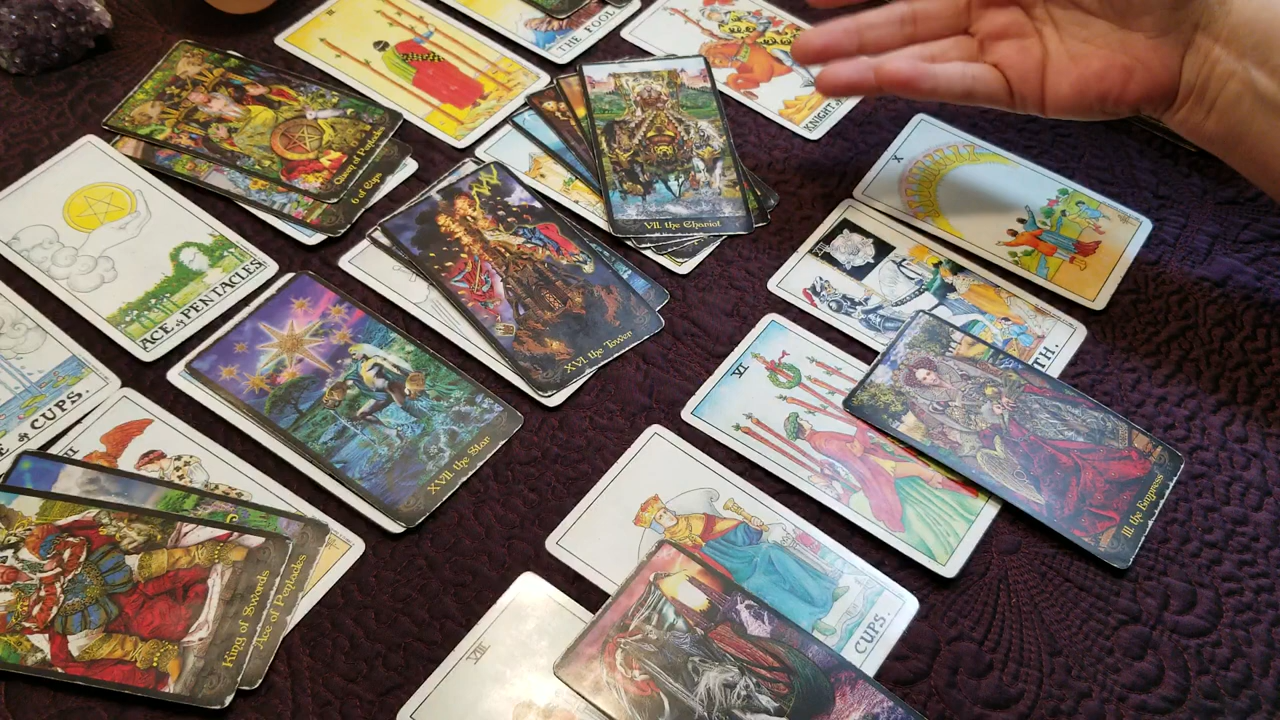 THE FOOL
KNIGHT of
Queen of Pentacles
6 of Cups
VII. the Chariot
X
ACE of PENTACLES
XVI. the Tower
TH.
VI
XVII. the Star
III. the Empress
CUPS.
CUPS.
VIII
King of Swords
Ace of Pentacles